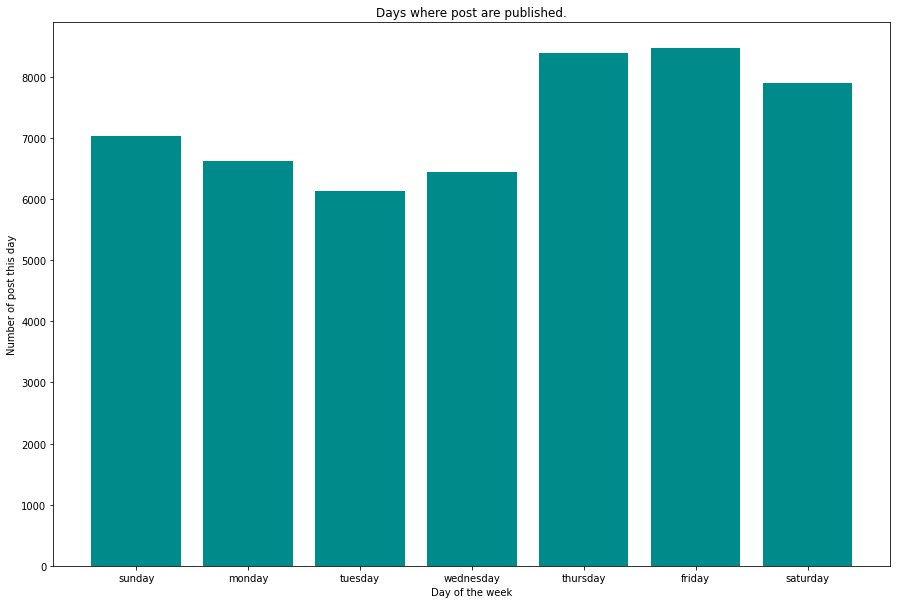 Days where post are published.
Number of post this day
8000
7000
6000
5000
4000
3000
2000
1000
0
sunday monday tuesday wednesday thursday friday saturday
Day of the week